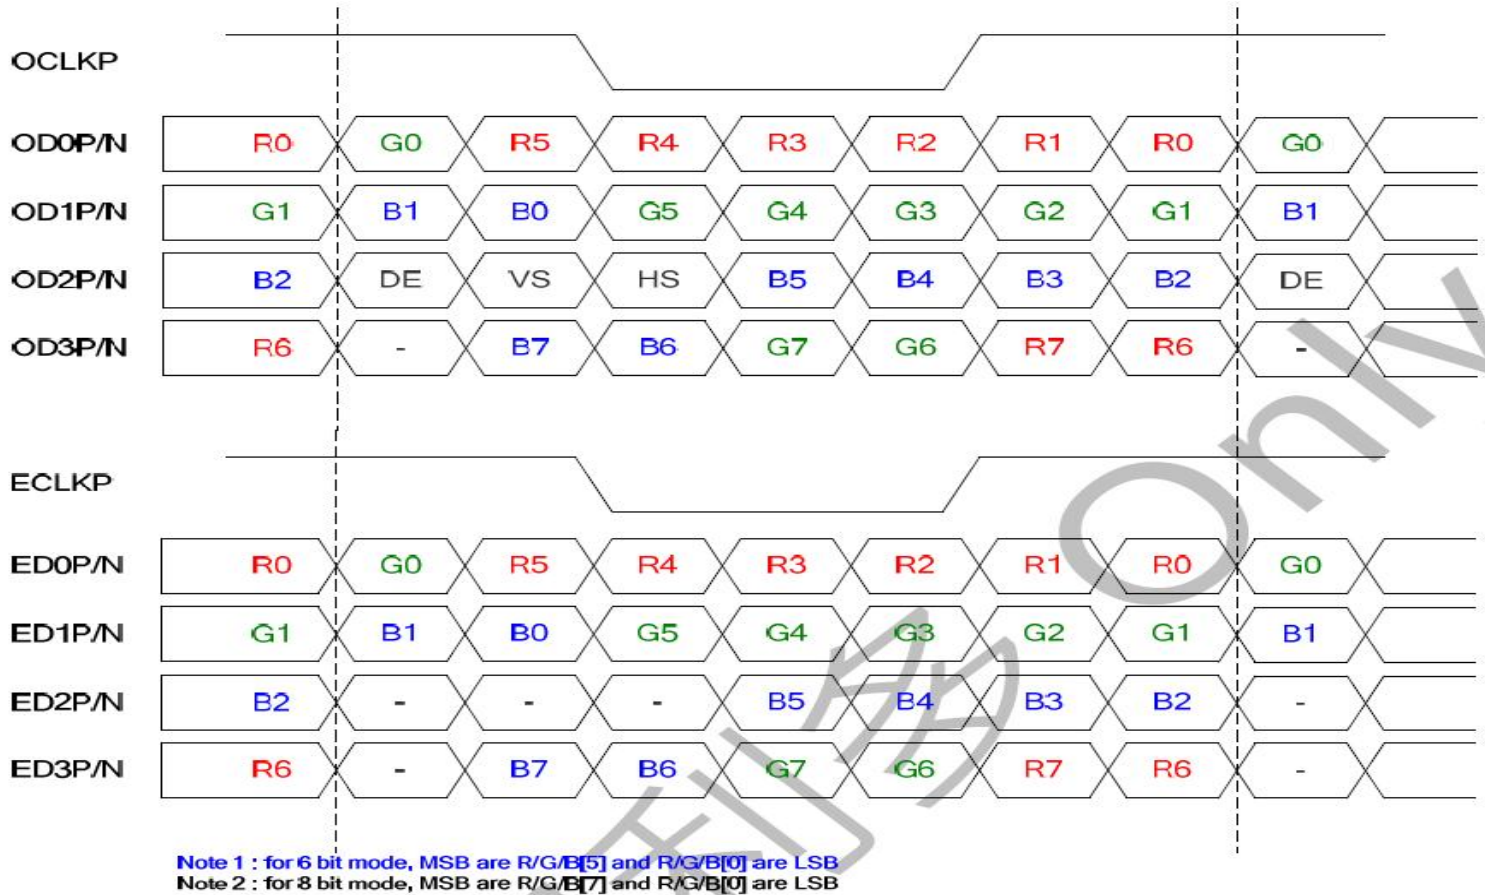 OCLKP
OD0P/N R0 G0 R5 R4 R3 R2 R1 R0 G0
OD1P/N G1 B1 B0 G5 G4 G3 G2 G1 B1
OD2P/N B2 DE VS HS B5 B4 B3 B2 DE
OD3P/N R6 - B7 B6 G7 G6 R7 R6 -
ECLKP
ED0P/N R0 G0 R5 R4 R3 R2 R1 R0 G0
ED1P/N G1 B1 B0 G5 G4 G3 G2 G1 B1
ED2P/N B2 - - - B5 B4 B3 B2 -
ED3P/N R6 - B7 B6 G7 G6 R7 R6 -
Note 1 : for 6 bit mode, MSB are R/G/B[5] and R/G/B[0] are LSB
Note 2 : for 8 bit mode, MSB are R/G/B[7] and R/G/B[0] are LSB
利多 Only